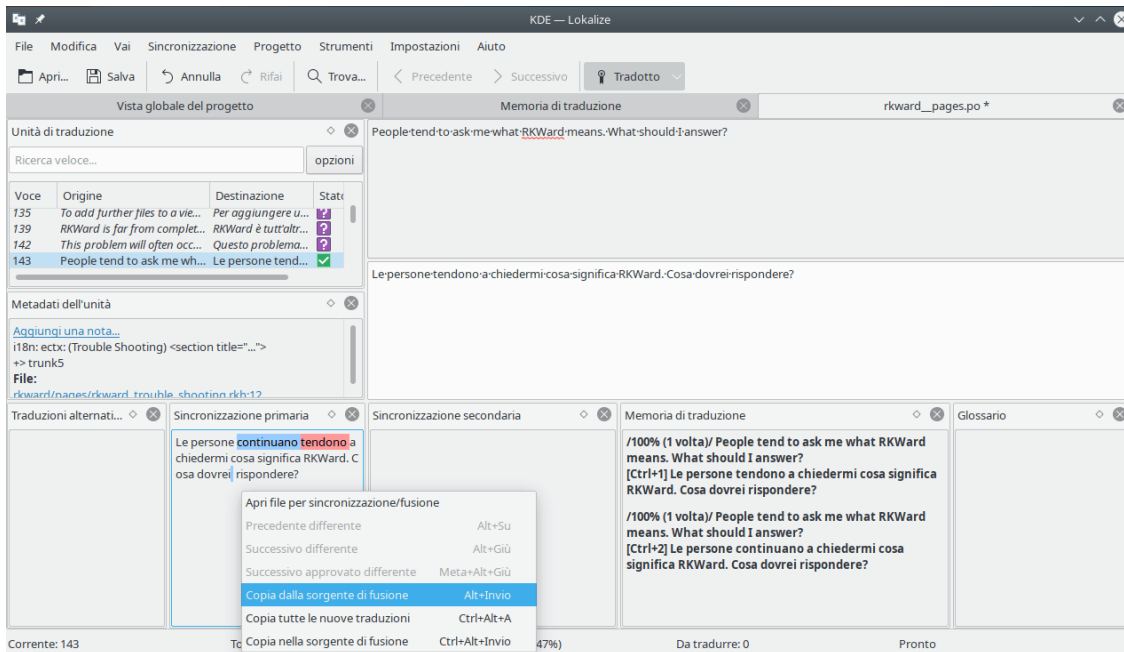 KDE — Lokalize
File Modifica Vai Sincronizzazione Progetto Strumenti Impostazioni Aiuto
Apri... Salva Annulla Rifai Trova... Precedente Successivo Tradotto
Vista globale del progetto Memoria di traduzione rkward__pages.po *
Unità di traduzione
Ricerca veloce... opzioni
Voce Origine Destinazione Stato
135 To add further files to a vie... Per aggiungere u...
139 RKWard is far from complet... RKWard è tutt'altr...
142 This problem will often occ... Questo problema...
143 People tend to ask me wh... Le persone tend...
Metadati dell'unità
Aggiungi una nota...
i18n: ectx: (Trouble Shooting) <section title="...">
+> trunk5
File:
rkward/pages/rkward_trouble_shooting.rkh:12
People·tend·to·ask·me·what·RKWard·means.·What·should·I·answer?
Le·persone·tendono·a·chiedermi·cosa·significa·RKWard.·Cosa·dovrei·rispondere?
Traduzioni alternati...
Sincronizzazione primaria
Le persone continuano tendono a
chiedermi cosa significa RKWard. C
osa dovrei rispondere?
Apri file per sincronizzazione/fusione
Precedente differente Alt+Su
Successivo differente Alt+Giù
Successivo approvato differente Meta+Alt+Giù
Copia dalla sorgente di fusione Alt+Invio
Copia tutte le nuove traduzioni Ctrl+Alt+A
Copia nella sorgente di fusione Ctrl+Alt+Invio
Sincronizzazione secondaria
Memoria di traduzione
/100% (1 volta)/ People tend to ask me what RKWard
means. What should I answer?
[Ctrl+1] Le persone tendono a chiedermi cosa significa
RKWard. Cosa dovrei rispondere?
/100% (1 volta)/ People tend to ask me what RKWard
means. What should I answer?
[Ctrl+2] Le persone continuano a chiedermi cosa
significa RKWard. Cosa dovrei rispondere?
Glossario
Corrente: 143 47%) Da tradurre: 0 Pronto